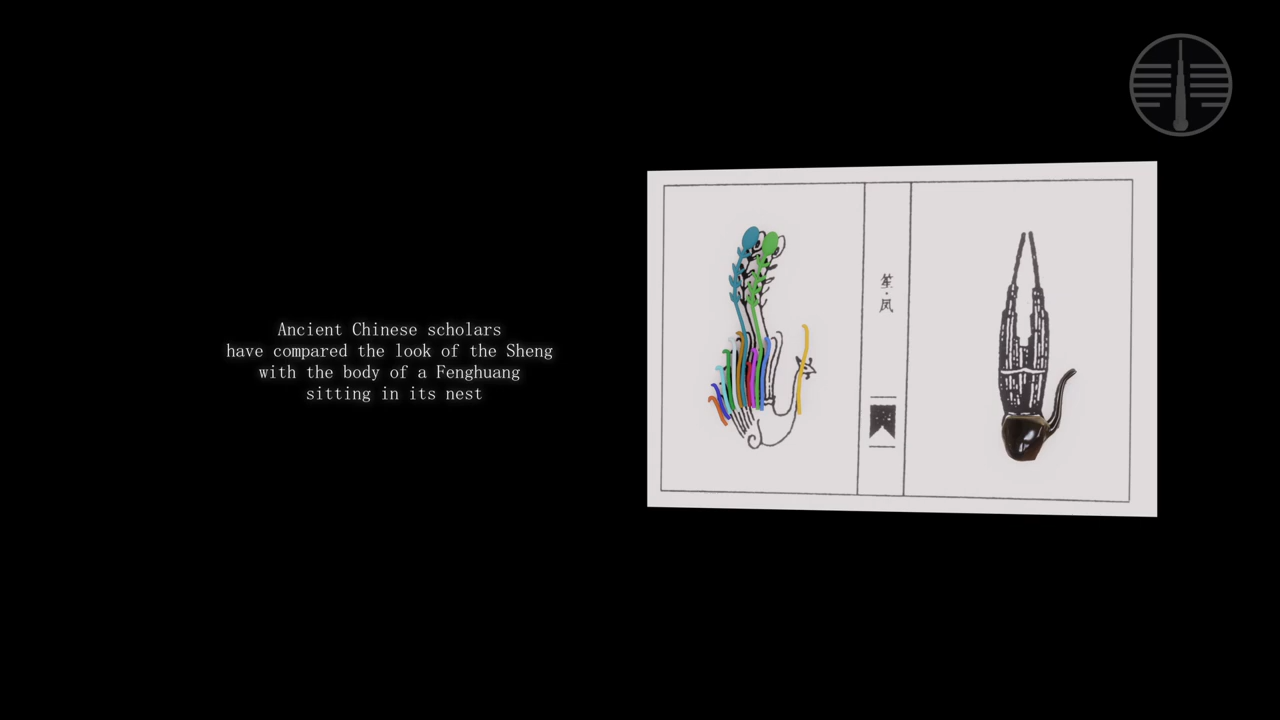 Ancient Chinese scholars
have compared the look of the Sheng
with the body of a Fenghuang
sitting in its nest
笙·凤